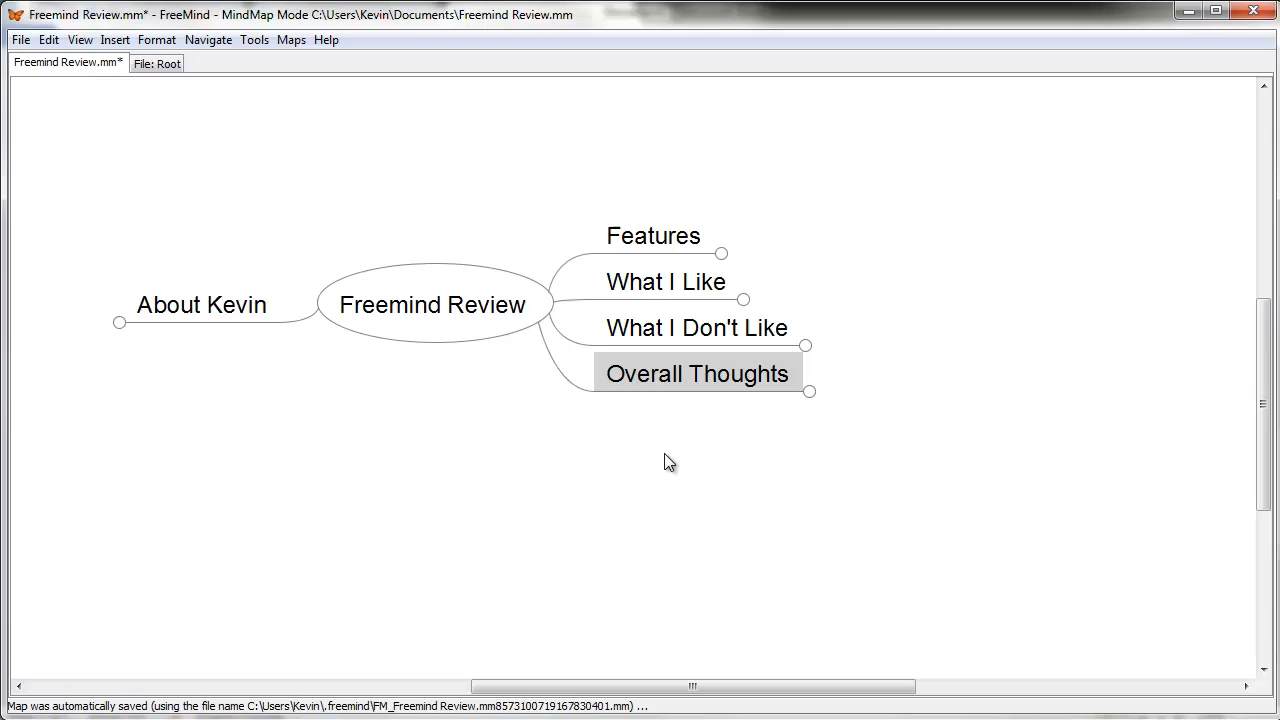 Freemind Review.mm* - FreeMind - MindMap Mode C:\Users\Kevin\Documents\Freemind Review.mm
File Edit View Insert Format Navigate Tools Maps Help
Freemind Review.mm* File: Root
Features
What I Like
About Kevin Freemind Review
What I Don't Like
Overall Thoughts
Map was automatically saved (using the file name C:\Users\Kevin\.freemind\FM_Freemind Review.mm8573100719167830401.mm) ...